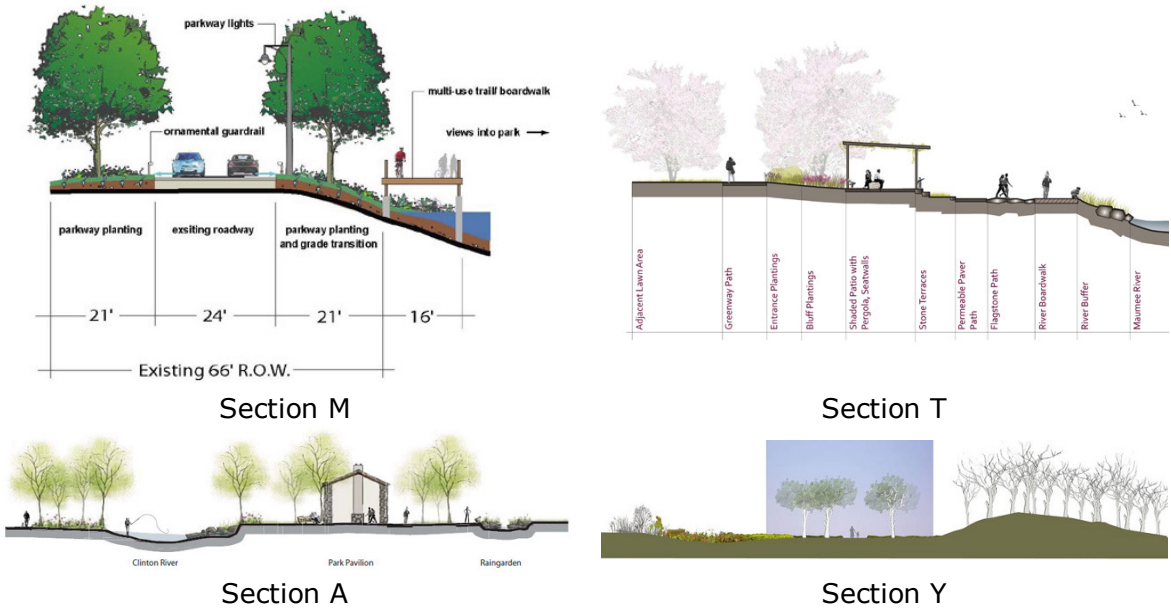 parkway lights
multi-use trail/ boardwalk
ornamental guardrail
views into park
parkway planting
exsiting roadway
parkway planting
and grade transition
21'
24'
21'
16'
Existing 66' R.O.W.
Section M
Adjacent Lawn Area
Greenway Path
Entrance Plantings
Bluff Plantings
Shaded Patio with
Pergola, Seatwalls
Stone Terraces
Permeable Paver
Path
Flagstone Path
River Boardwalk
River Buffer
Maumee River
Section T
Clinton River
Park Pavilion
Raingarden
Section A
Section Y